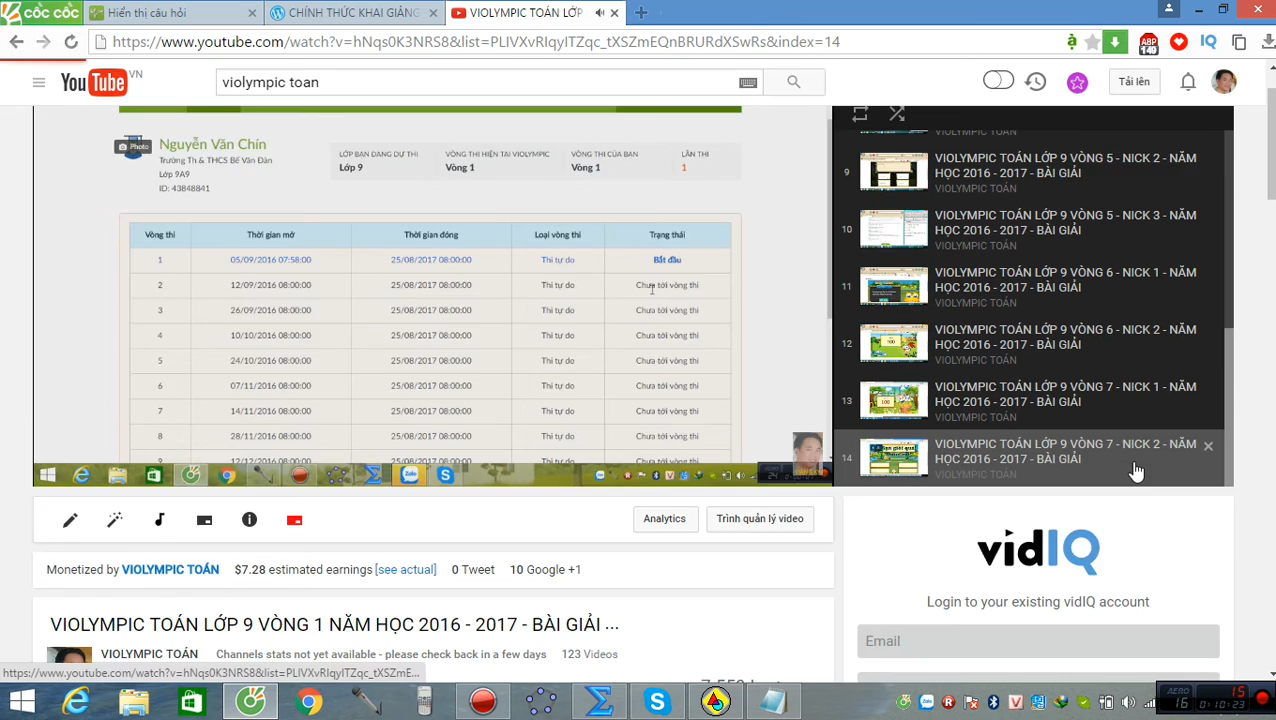 cốc cốc
Hiển thị câu hỏi
CHÍNH THỨC KHAI GIẢNG
VIOLYMPIC TOÁN LỚP
https://www.youtube.com/watch?v=hNqs0K3NRS8&list=PLIVXvRIqyITZqc_tXSZmEQnBRURdXSwRs&index=14
ABP
149
IQ
YouTube VN
violympic toan
Tải lên
Photo
Nguyễn Văn Chín
Trường Th & THCS Bế Văn Đàn
Lớp 9A9
ID: 43848841
LỚP BẠN ĐANG DỰ THI
Lớp 9
VÒNG THI HIỆN TẠI VIOLYMPIC
Vòng 1
VÒNG THI CỦA BẠN
Vòng 1
LẦN THI
1
Vòng thi Thời gian mở Thời gian đóng Loại vòng thi Trạng thái
05/09/2016 07:58:00 25/08/2017 08:00:00 Thi tự do Bắt đầu
12/09/2016 08:00:00 25/08/2017 08:00:00 Thi tự do Chưa tới vòng thi
3 26/09/2016 08:00:00 25/08/2017 08:00:00 Thi tự do Chưa tới vòng thi
4 10/10/2016 08:00:00 25/08/2017 08:00:00 Thi tự do Chưa tới vòng thi
5 24/10/2016 08:00:00 25/08/2017 08:00:00 Thi tự do Chưa tới vòng thi
6 07/11/2016 08:00:00 25/08/2017 08:00:00 Thi tự do Chưa tới vòng thi
7 14/11/2016 08:00:00 25/08/2017 08:00:00 Thi tự do Chưa tới vòng thi
8 28/11/2016 08:00:00 25/08/2017 08:00:00 Thi tự do Chưa tới vòng thi
VIOLYMPIC TOÁN
9
VIOLYMPIC TOÁN LỚP 9 VÒNG 5 - NICK 2 - NĂM
HỌC 2016 - 2017 - BÀI GIẢI
VIOLYMPIC TOÁN
10
VIOLYMPIC TOÁN LỚP 9 VÒNG 5 - NICK 3 - NĂM
HỌC 2016 - 2017 - BÀI GIẢI
VIOLYMPIC TOÁN
11
VIOLYMPIC TOÁN LỚP 9 VÒNG 6 - NICK 1 - NĂM
HỌC 2016 - 2017 - BÀI GIẢI
VIOLYMPIC TOÁN
12
100
VIOLYMPIC TOÁN LỚP 9 VÒNG 6 - NICK 2 - NĂM
HỌC 2016 - 2017 - BÀI GIẢI
VIOLYMPIC TOÁN
13
100
VIOLYMPIC TOÁN LỚP 9 VÒNG 7 - NICK 1 - NĂM
HỌC 2016 - 2017 - BÀI GIẢI
VIOLYMPIC TOÁN
14
VIOLYMPIC TOÁN LỚP 9 VÒNG 7 - NICK 2 - NĂM
HỌC 2016 - 2017 - BÀI GIẢI
VIOLYMPIC TOÁN
Analytics
Trình quản lý video
Monetized by VIOLYMPIC TOÁN $7.28 estimated earnings [see actual] 0 Tweet 10 Google +1
VIOLYMPIC TOÁN LỚP 9 VÒNG 1 NĂM HỌC 2016 - 2017 - BÀI GIẢI ...
VIOLYMPIC TOÁN Channels stats not yet available - please check back in a few days 123 Videos
vidIQ
Login to your existing vidIQ account
Email
https://www.youtube.com/watch?v=hNqs0K3NRS8&list=PLIVXvRIqyITZqc_tXSZmE...
Zalo
AERO
16
15
0:10:23